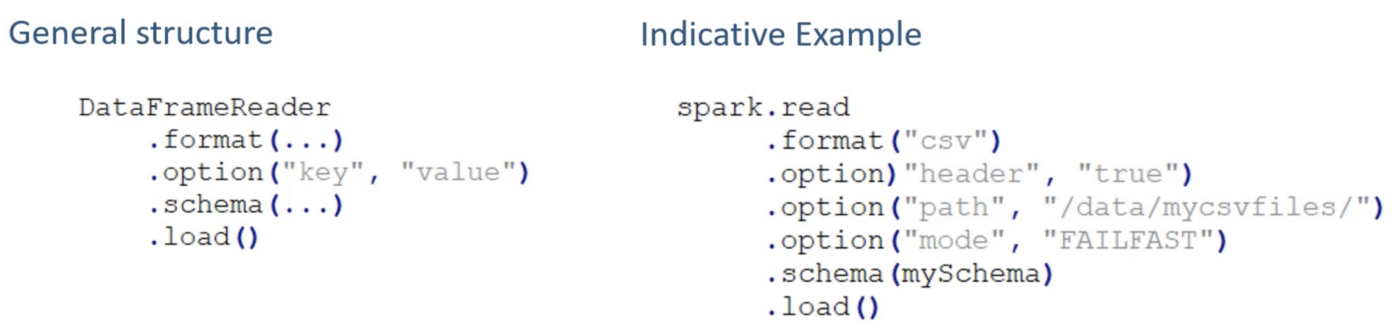 General structure
DataFrameReader
.format(...)
.option("key", "value")
.schema(...)
.load()
Indicative Example
spark.read
.format("csv")
.option)"header", "true")
.option("path", "/data/mycsvfiles/")
.option("mode", "FAILFAST")
.schema(mySchema)
.load()